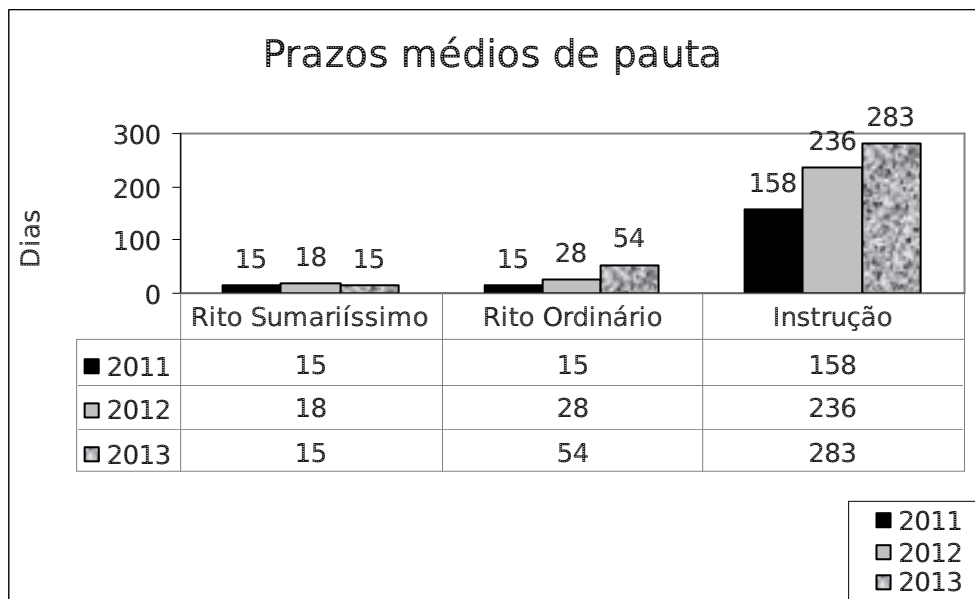 Prazos médios de pauta
283
300
236
200
158
Dias
100
54
15 18 15
15 28
0
Rito Sumariíssimo Rito Ordinário Instrução
2011 15 15 158
2012 18 28 236
2013 15 54 283
2011
2012
2013